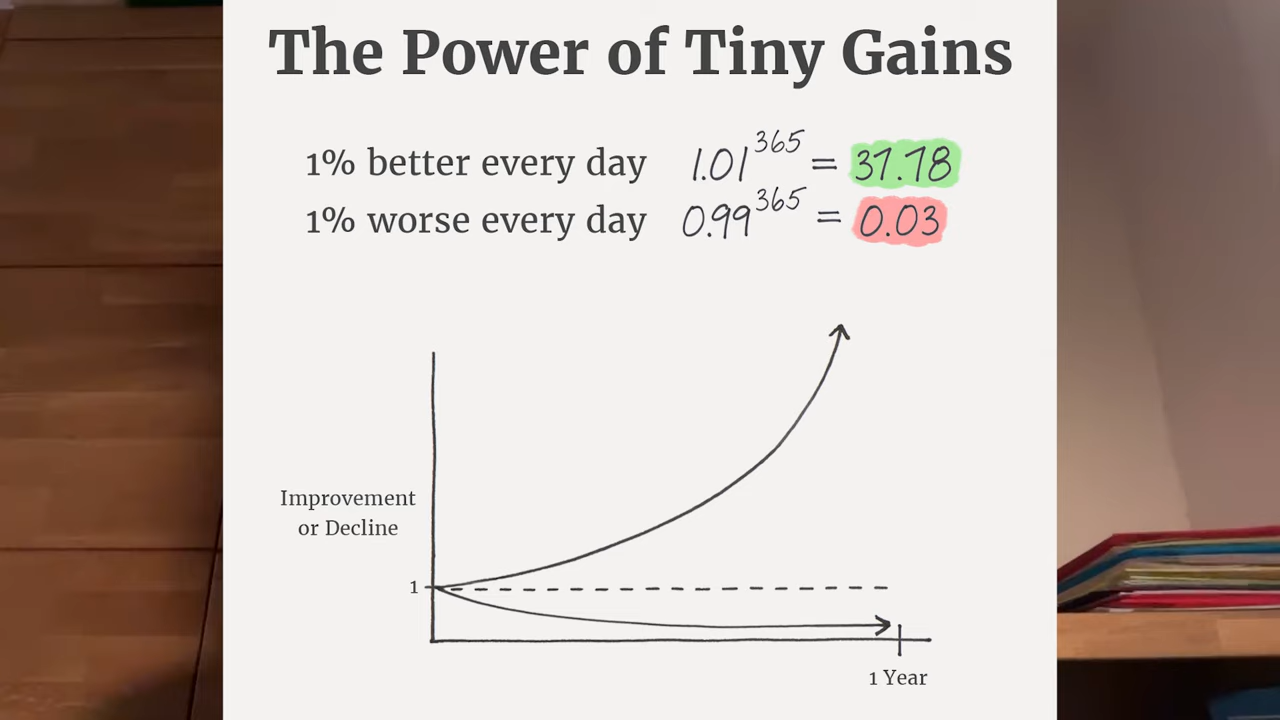 The Power of Tiny Gains
1% better every day 1.01^365 = 37.78
1% worse every day 0.99^365 = 0.03
Improvement
or Decline
1
1 Year